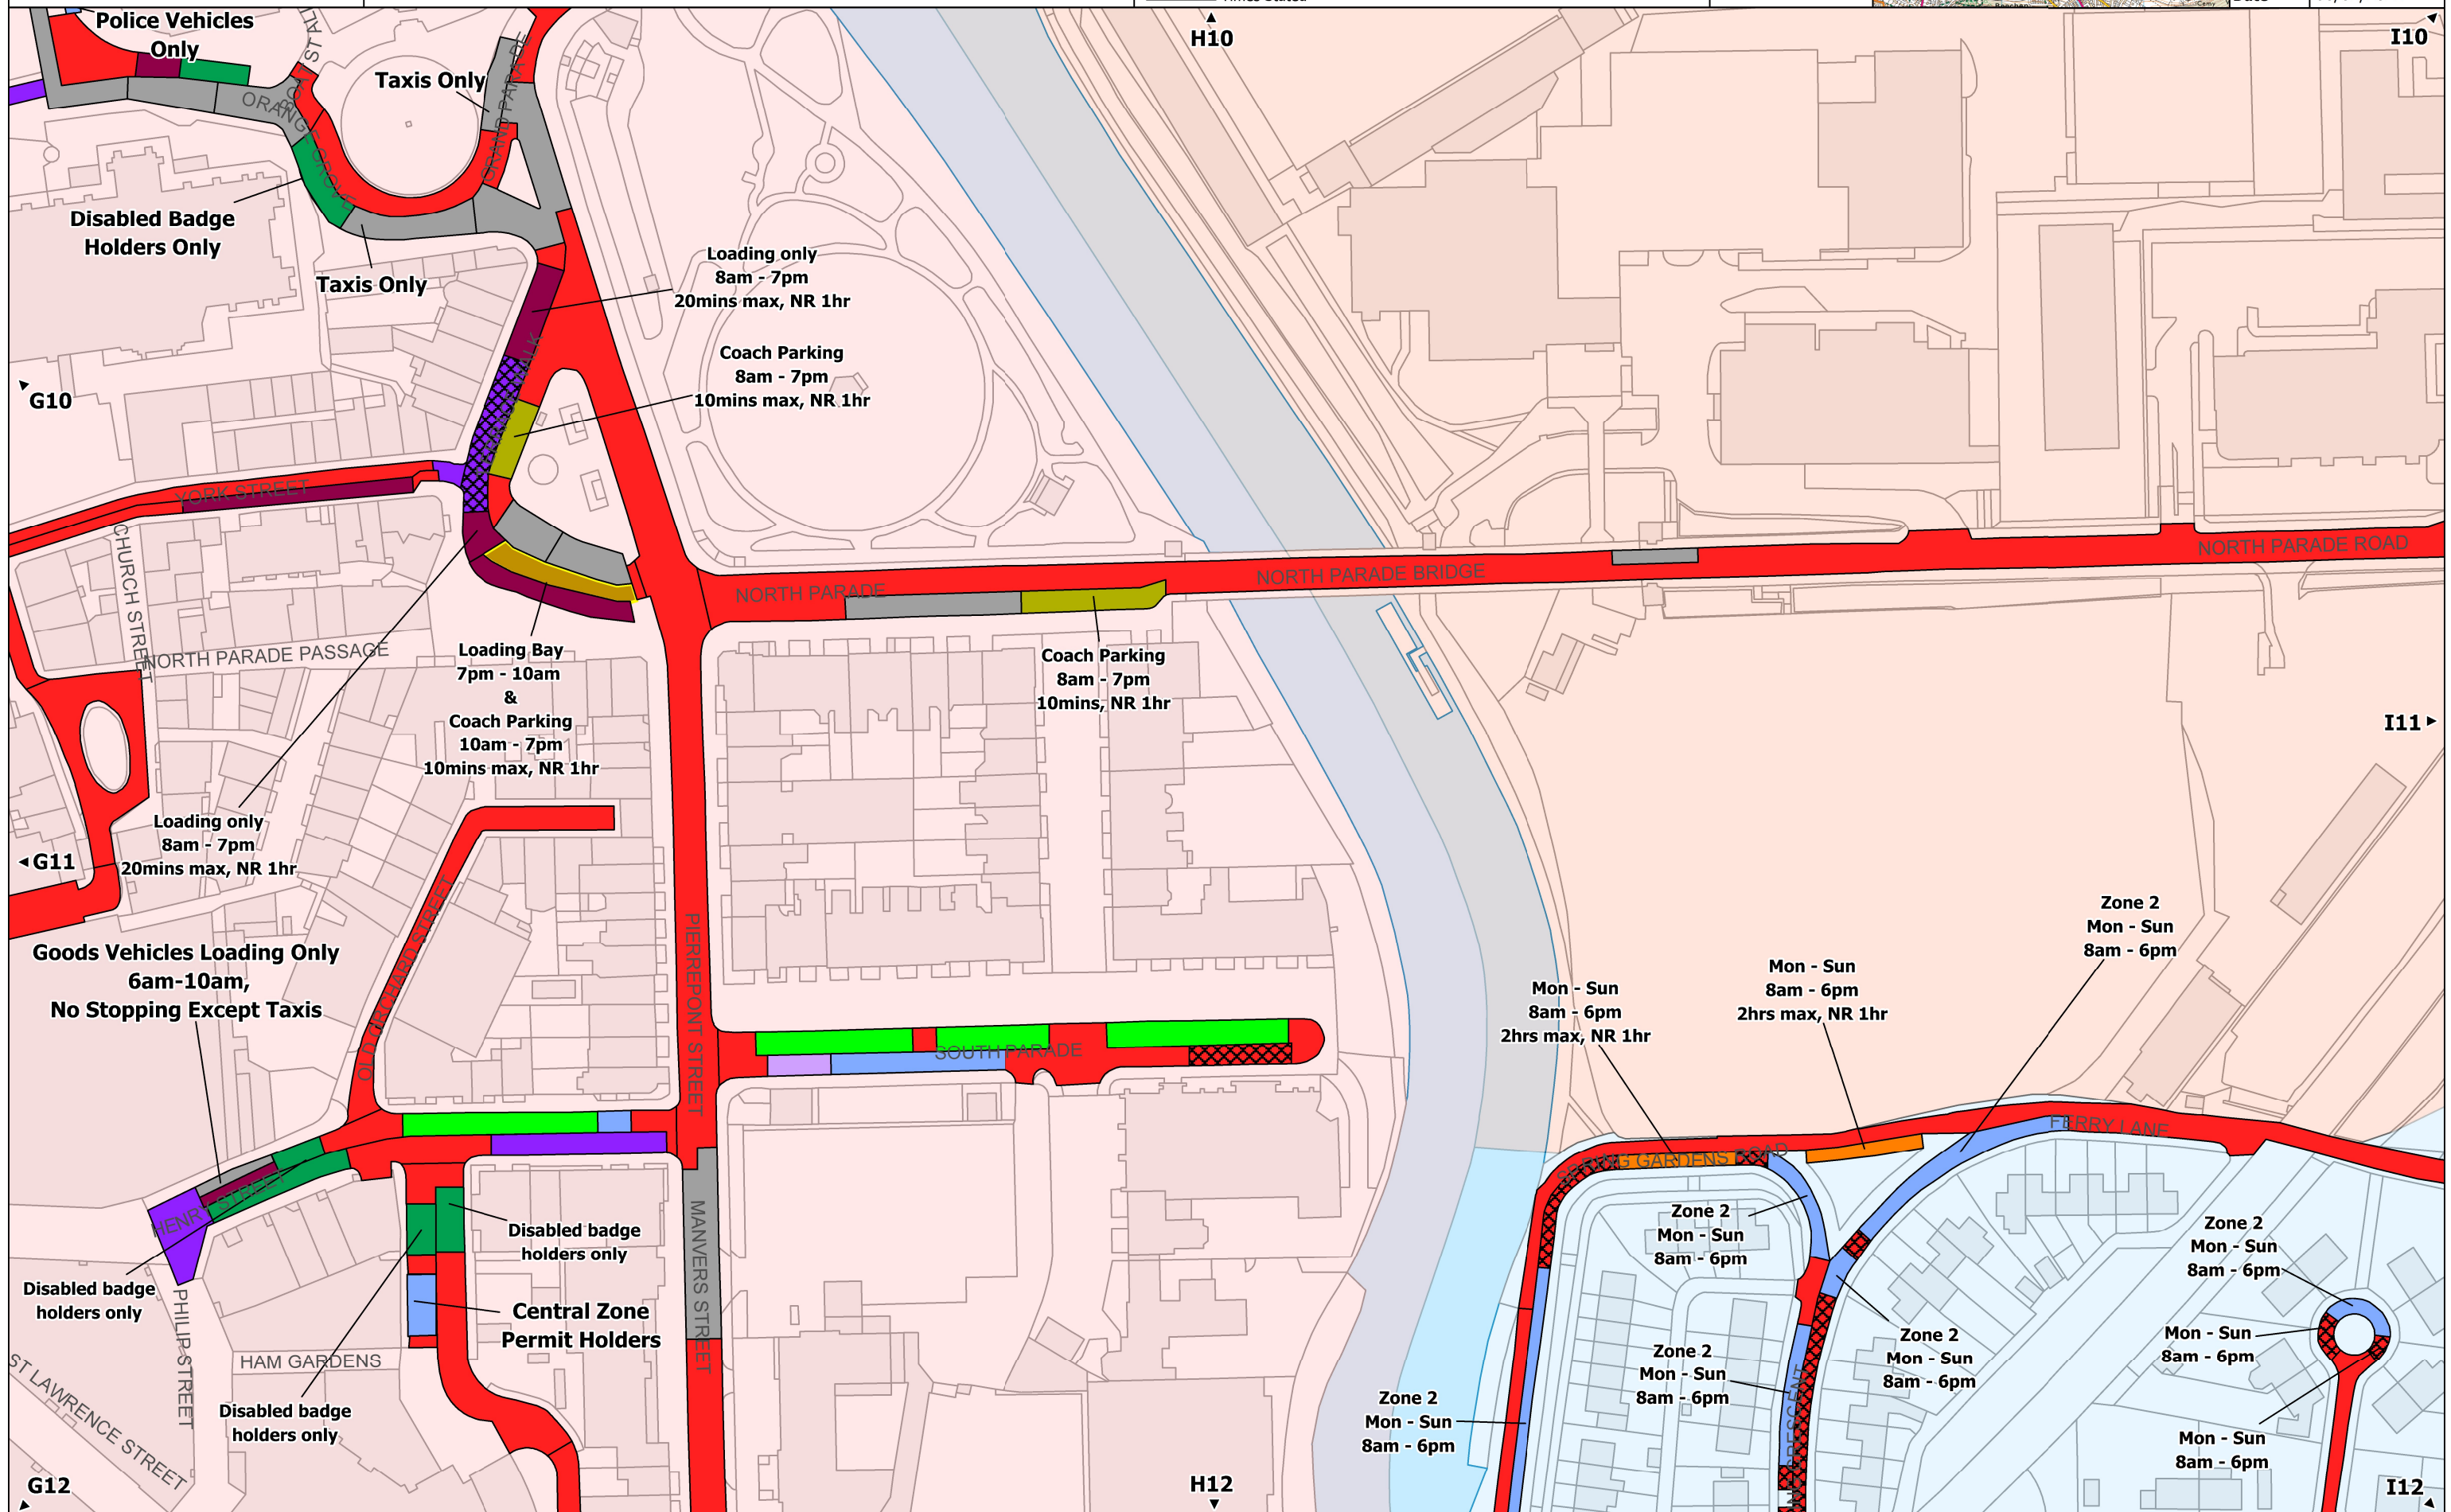 Times Stated
Date
Police Vehicles
Only
Taxis Only
H10
I10
ORANGE GROVE
GRAND PARADE
Disabled Badge
Holders Only
Taxis Only
Loading only
8am - 7pm
20mins max, NR 1hr
Coach Parking
8am - 7pm
10mins max, NR 1hr
G10
YORK STREET
CHURCH STREET
NORTH PARADE PASSAGE
NORTH PARADE
NORTH PARADE BRIDGE
NORTH PARADE ROAD
Loading Bay
7pm - 10am
&
Coach Parking
10am - 7pm
10mins max, NR 1hr
Coach Parking
8am - 7pm
10mins, NR 1hr
I11
Loading only
8am - 7pm
20mins max, NR 1hr
G11
OLD ORCHARD STREET
PIERREPONT STREET
Goods Vehicles Loading Only
6am-10am,
No Stopping Except Taxis
SOUTH PARADE
Mon - Sun
8am - 6pm
2hrs max, NR 1hr
Mon - Sun
8am - 6pm
2hrs max, NR 1hr
Zone 2
Mon - Sun
8am - 6pm
SPRING GARDENS ROAD
FERRY LANE
HENRY STREET
MANVERS STREET
Disabled badge
holders only
Disabled badge
holders only
Central Zone
Permit Holders
PHILIP STREET
HAM GARDENS
ST LAWRENCE STREET
Disabled badge
holders only
Zone 2
Mon - Sun
8am - 6pm
Zone 2
Mon - Sun
8am - 6pm
Zone 2
Mon - Sun
8am - 6pm
Zone 2
Mon - Sun
8am - 6pm
Zone 2
Mon - Sun
8am - 6pm
Mon - Sun
8am - 6pm
Mon - Sun
8am - 6pm
G12
H12
I12